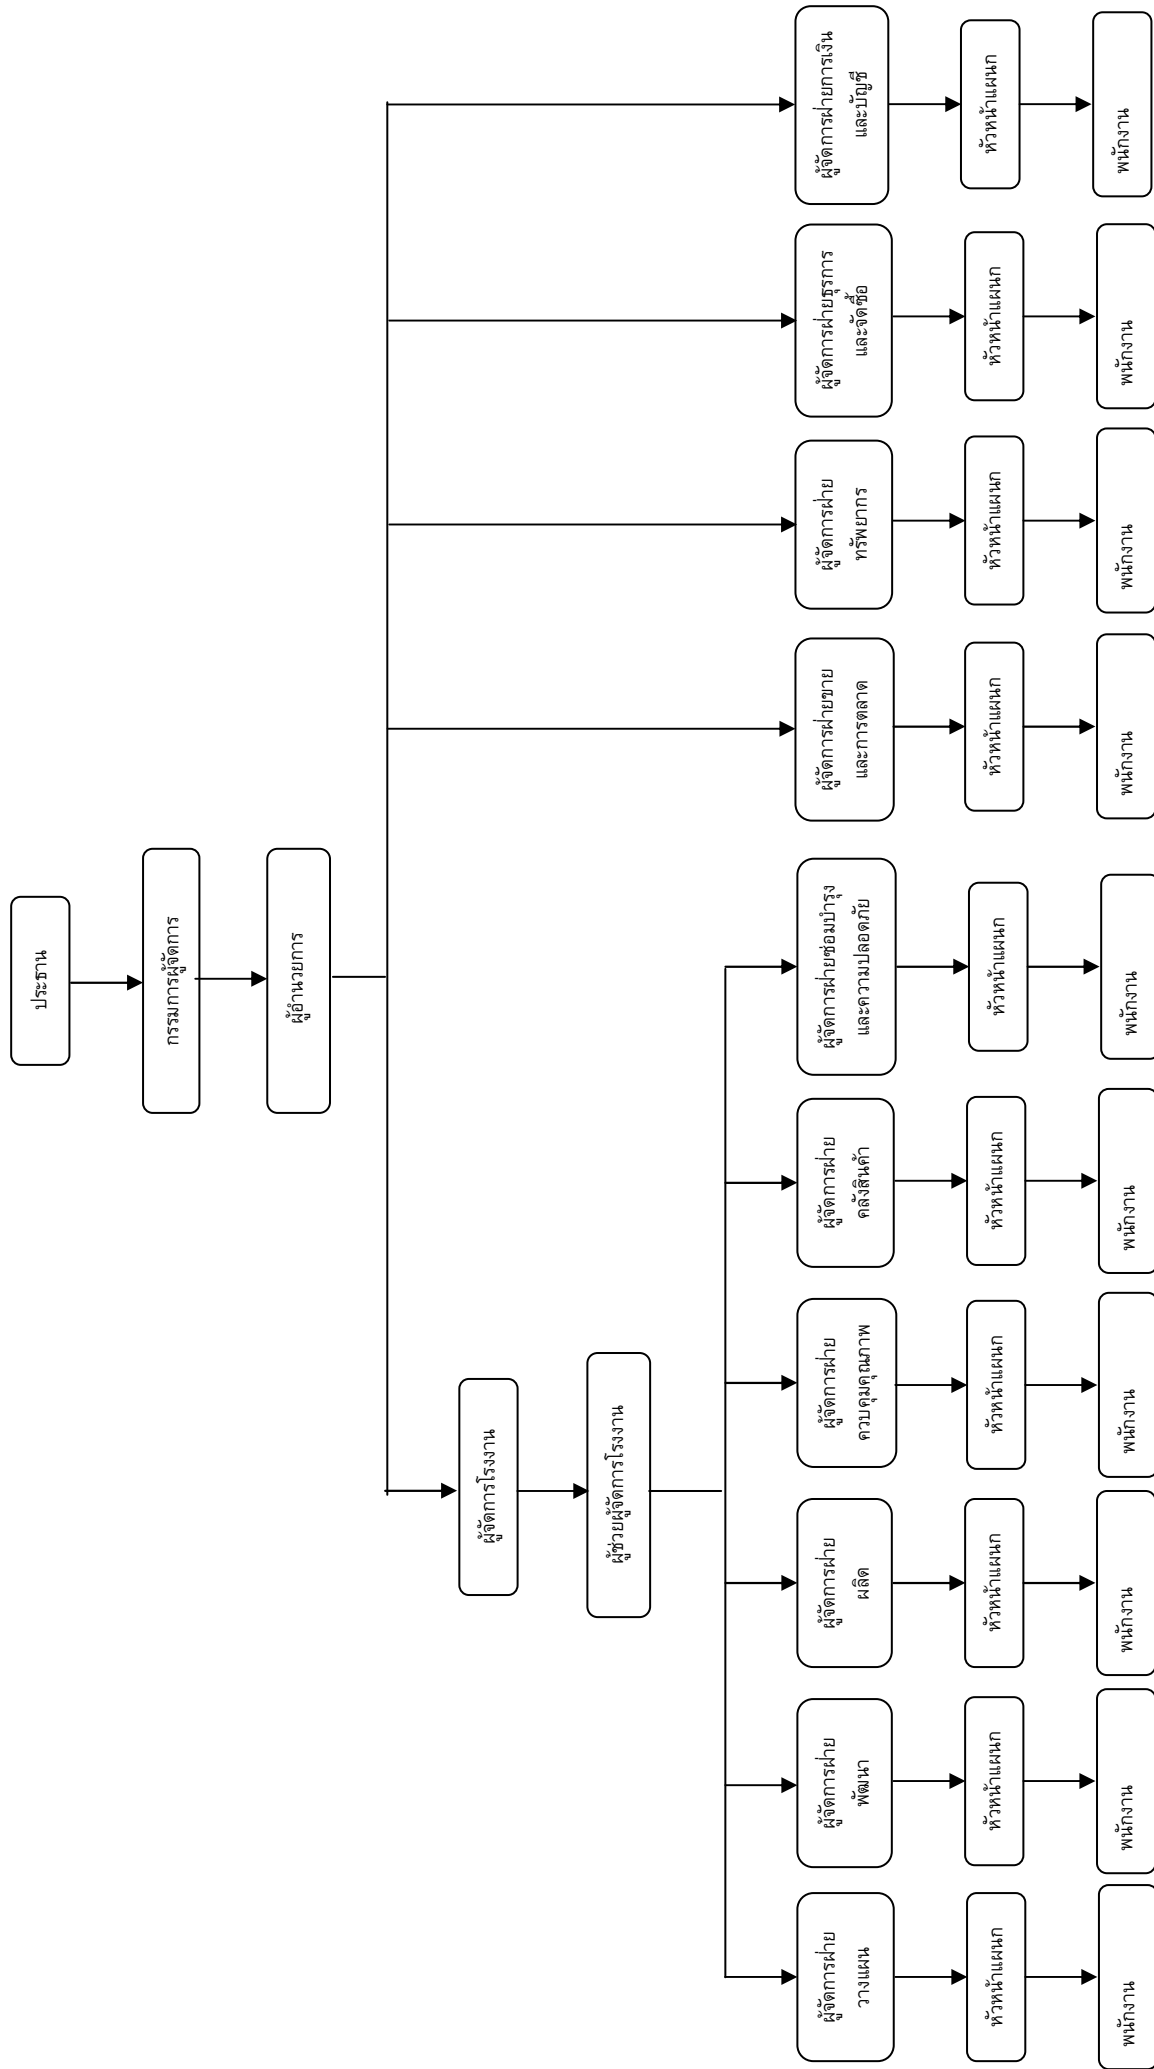 ประธาน
กรรมการผู้จัดการ
ผู้อำนวยการ
ผู้จัดการโรงงาน
ผู้ช่วยผู้จัดการโรงงาน
ผู้จัดการฝ่าย
วางแผน
ผู้จัดการฝ่าย
พัฒนา
ผู้จัดการฝ่าย
ผลิต
ผู้จัดการฝ่าย
ควบคุมคุณภาพ
ผู้จัดการฝ่าย
คลังสินค้า
ผู้จัดการฝ่ายซ่อมบำรุง
และความปลอดภัย
ผู้จัดการฝ่ายขาย
และการตลาด
ผู้จัดการฝ่าย
ทรัพยากร
ผู้จัดการฝ่ายธุรการ
และจัดซื้อ
ผู้จัดการฝ่ายการเงิน
และบัญชี
หัวหน้าแผนก
หัวหน้าแผนก
หัวหน้าแผนก
หัวหน้าแผนก
หัวหน้าแผนก
หัวหน้าแผนก
หัวหน้าแผนก
หัวหน้าแผนก
หัวหน้าแผนก
หัวหน้าแผนก
พนักงาน
พนักงาน
พนักงาน
พนักงาน
พนักงาน
พนักงาน
พนักงาน
พนักงาน
พนักงาน
พนักงาน